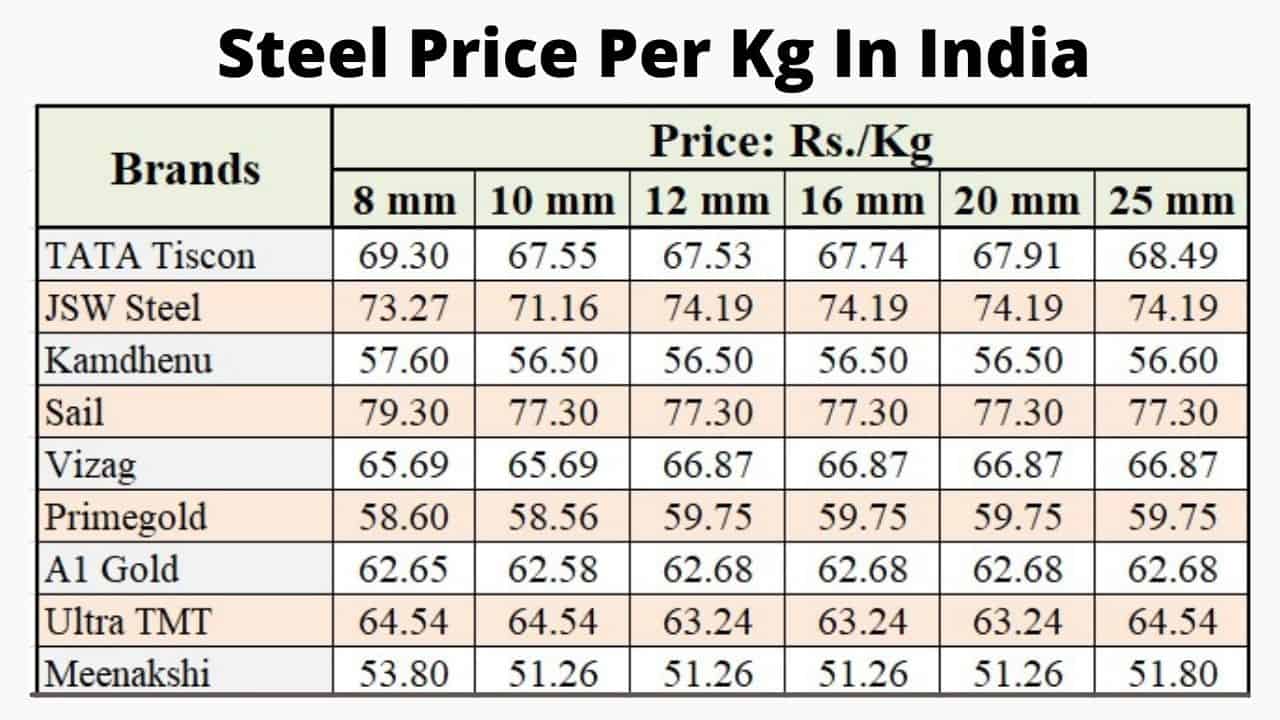 Steel Price Per Kg In India
Brands
Price: Rs./Kg
8 mm 10 mm 12 mm 16 mm 20 mm 25 mm
TATA Tiscon 69.30 67.55 67.53 67.74 67.91 68.49
JSW Steel 73.27 71.16 74.19 74.19 74.19 74.19
Kamdhenu 57.60 56.50 56.50 56.50 56.50 56.60
Sail 79.30 77.30 77.30 77.30 77.30 77.30
Vizag 65.69 65.69 66.87 66.87 66.87 66.87
Primegold 58.60 58.56 59.75 59.75 59.75 59.75
A1 Gold 62.65 62.58 62.68 62.68 62.68 62.68
Ultra TMT 64.54 64.54 63.24 63.24 63.24 64.54
Meenakshi 53.80 51.26 51.26 51.26 51.26 51.80